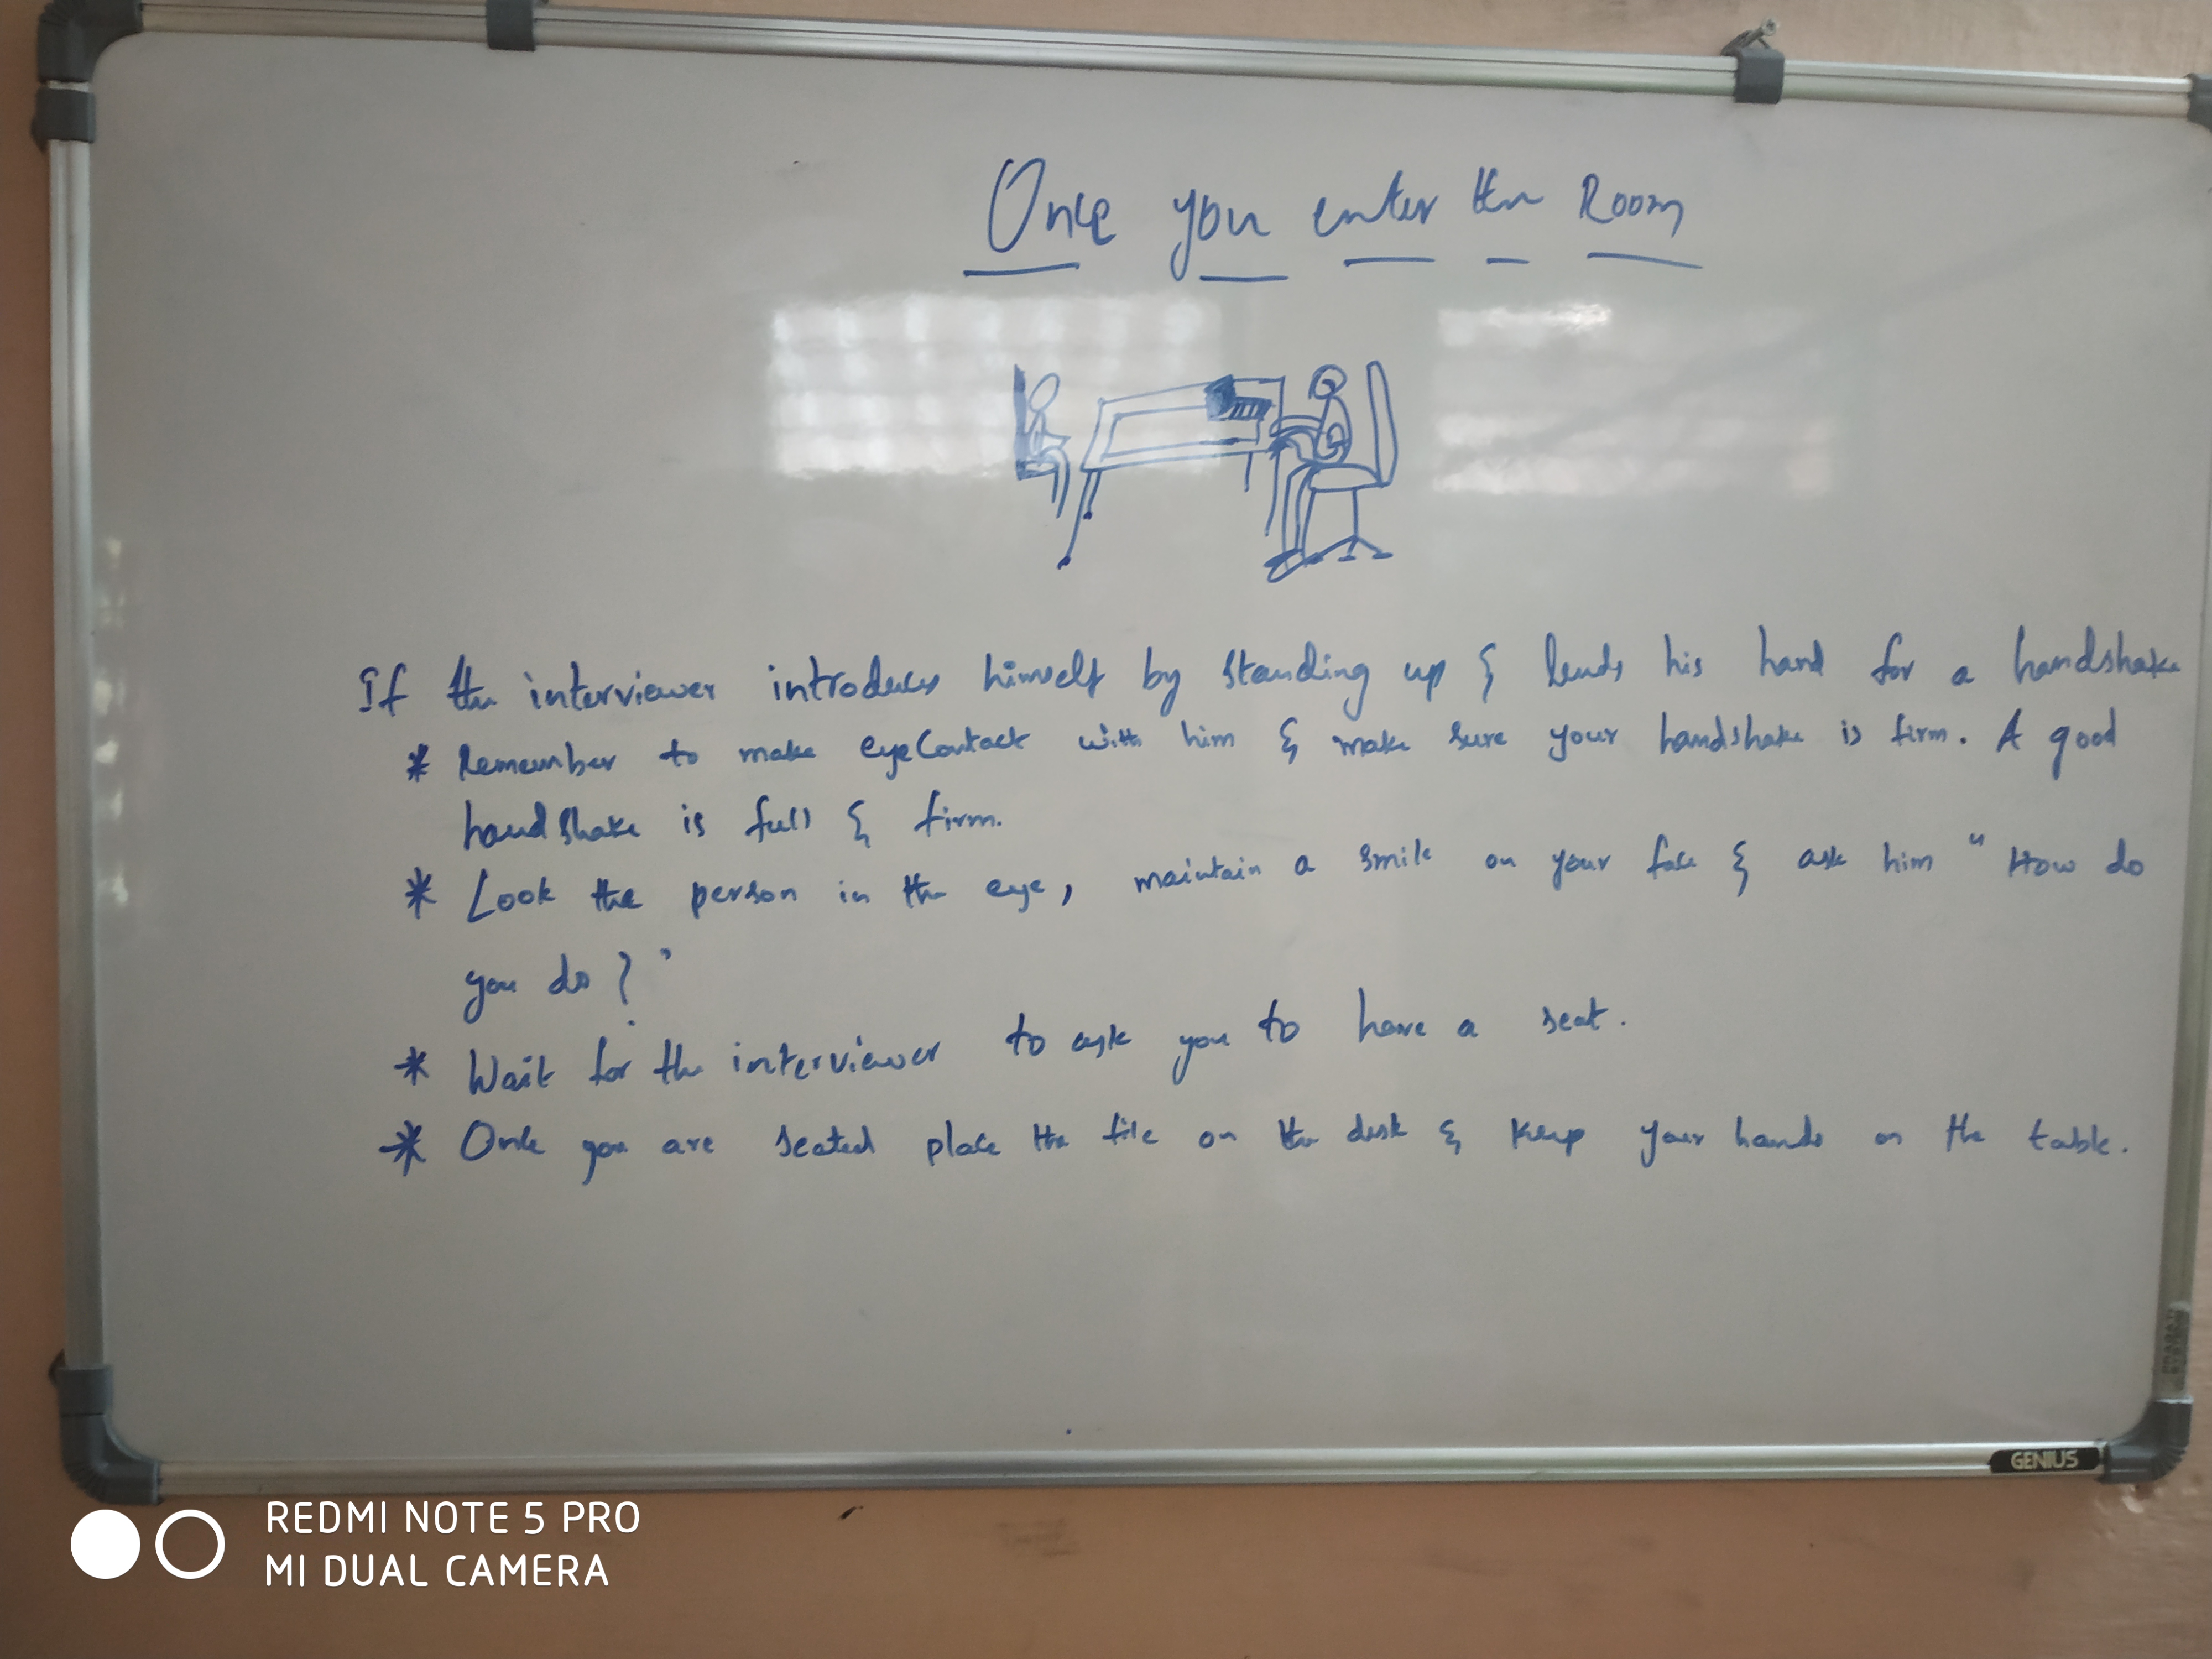 Once you enter the Room
If the interviewer introduces himself by standing up & lends his hand for a handshake
* Remember to make eyeContact with him & make sure your handshake is firm. A good
handshake is full & firm.
* Look the person in the eye, maintain a smile on your face & ask him "How do
you do?"
* Wait for the interviewer to ask you to have a seat.
* Once you are seated place the file on the desk & keep your hands on the table.
GENIUS
REDMI NOTE 5 PRO
MI DUAL CAMERA